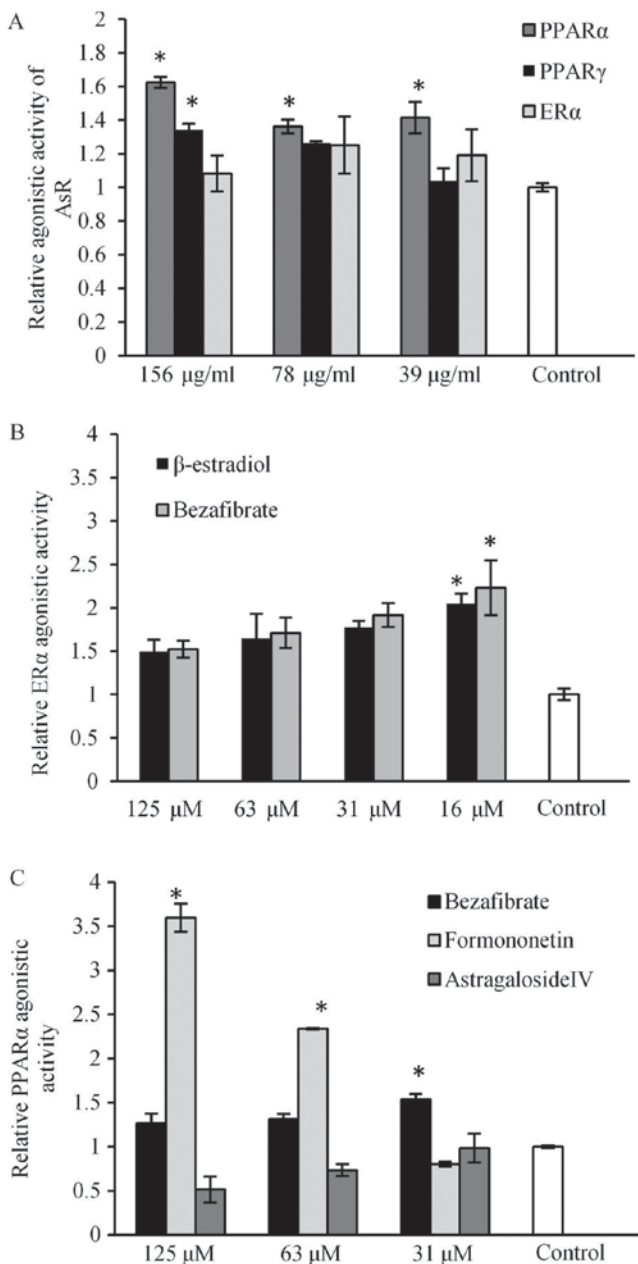 A
Relative agonistic activity of
AsR
2
1.8
1.6
1.4
1.2
1
0.8
0.6
0.4
0.2
0
*
*
*
*
PPARα
PPARγ
ERα
156 μg/ml
78 μg/ml
39 μg/ml
Control
B
Relative ERα agonistic activity
4
3.5
3
2.5
2
1.5
1
0.5
0
β-estradiol
Bezafibrate
*
*
125 μM
63 μM
31 μM
16 μM
Control
C
Relative PPARα agonistic
activity
4
3.5
3
2.5
2
1.5
1
0.5
0
*
*
*
Bezafibrate
Formononetin
AstragalosideIV
125 μM
63 μM
31 μM
Control